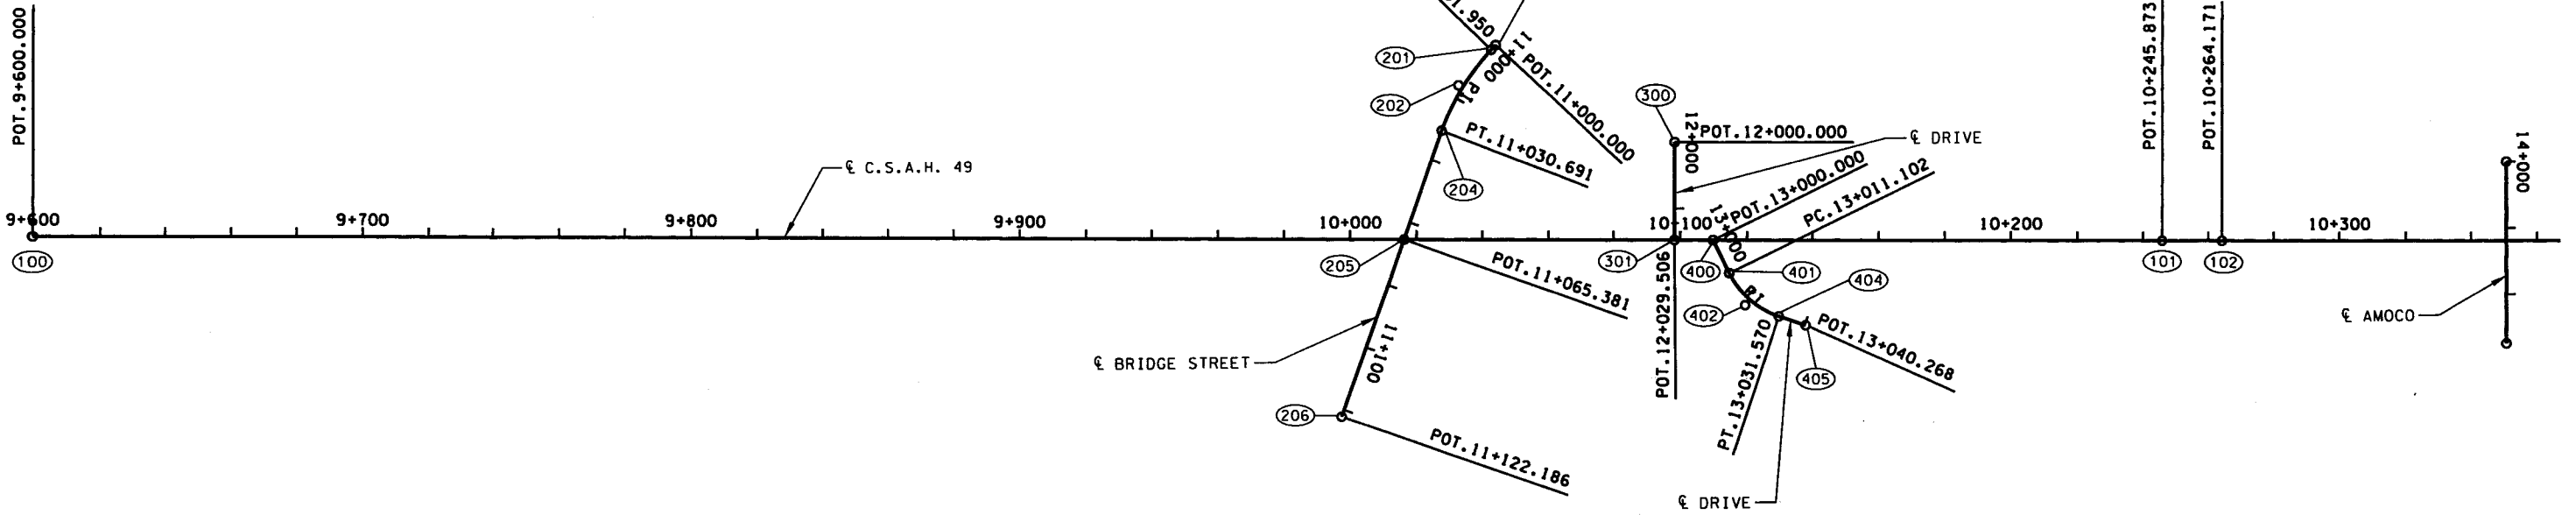 POT.9+600.000
9+600
100
9+700
9+800
℄ C.S.A.H. 49
9+900
10+000
201
202
204
205
206
.950
11+000
PI
POT.11+000.000
PT.11+030.691
POT.11+065.381
11+100
POT.11+122.186
℄ BRIDGE STREET
300
12+000
POT.12+000.000
℄ DRIVE
10+100
301
POT.12+029.506
13+000
POT.13+000.000
PC.13+011.102
400
401
402
404
405
PI
PT.13+031.570
POT.13+040.268
℄ DRIVE
10+200
POT.10+245.873
POT.10+264.171
101
102
10+300
14+000
℄ AMOCO